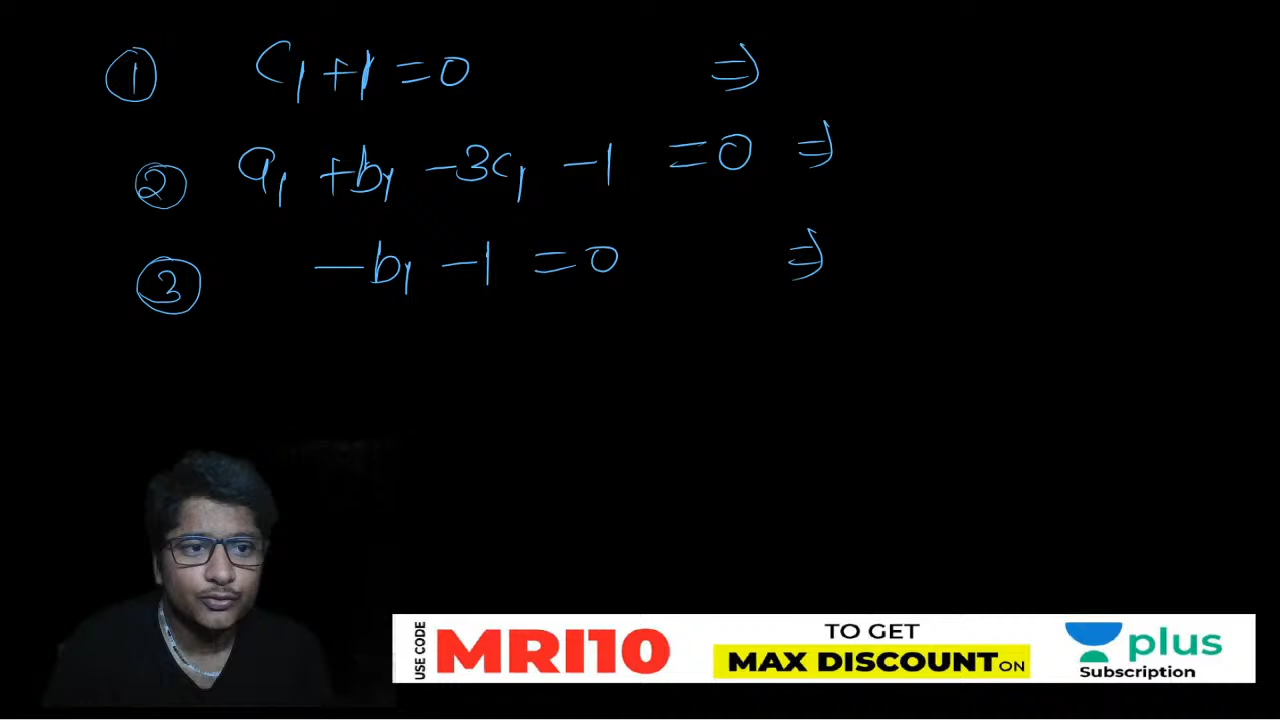 ① C₁ + 1 = 0 ⇒
② a₁ + b₁ - 3C₁ - 1 = 0 ⇒
③ - b₁ - 1 = 0 ⇒
USE CODE MRI10
TO GET
MAX DISCOUNT ON
plus
Subscription